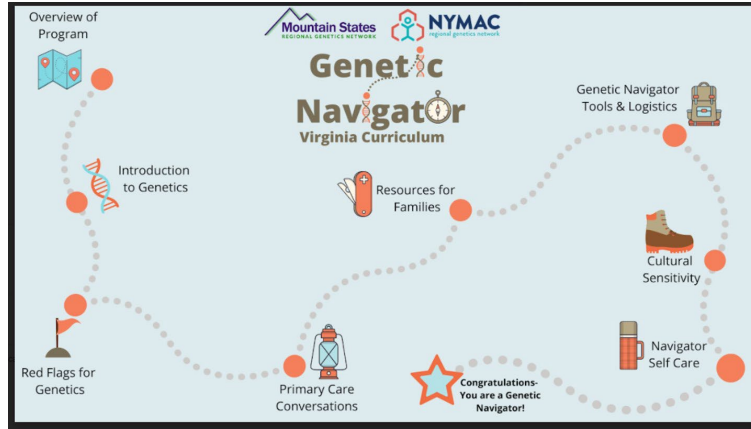 Overview of
Program
Mountain States
REGIONAL GENETICS NETWORK
NYMAC
regional genetics network
Genetic
Navigator
Virginia Curriculum
Genetic Navigator
Tools & Logistics
Introduction
to Genetics
Resources for
Families
Cultural
Sensitivity
Red Flags for
Genetics
Primary Care
Conversations
Navigator
Self Care
Congratulations-
You are a Genetic
Navigator!